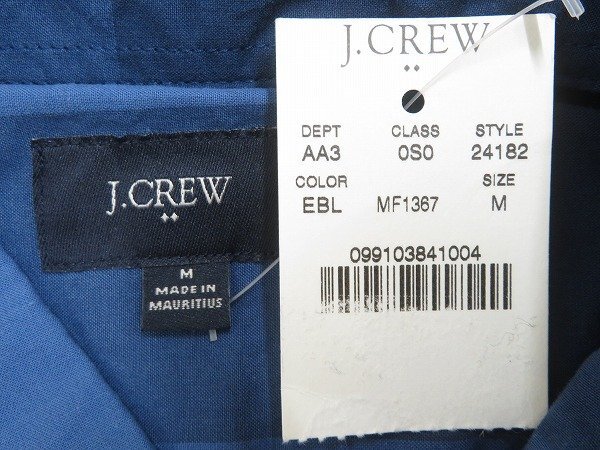 J.CREW
M
MADE IN
MAURITIUS
J.CREW
DEPT CLASS STYLE
AA3 0S0 24182
COLOR SIZE
EBL MF1367 M
099103841004